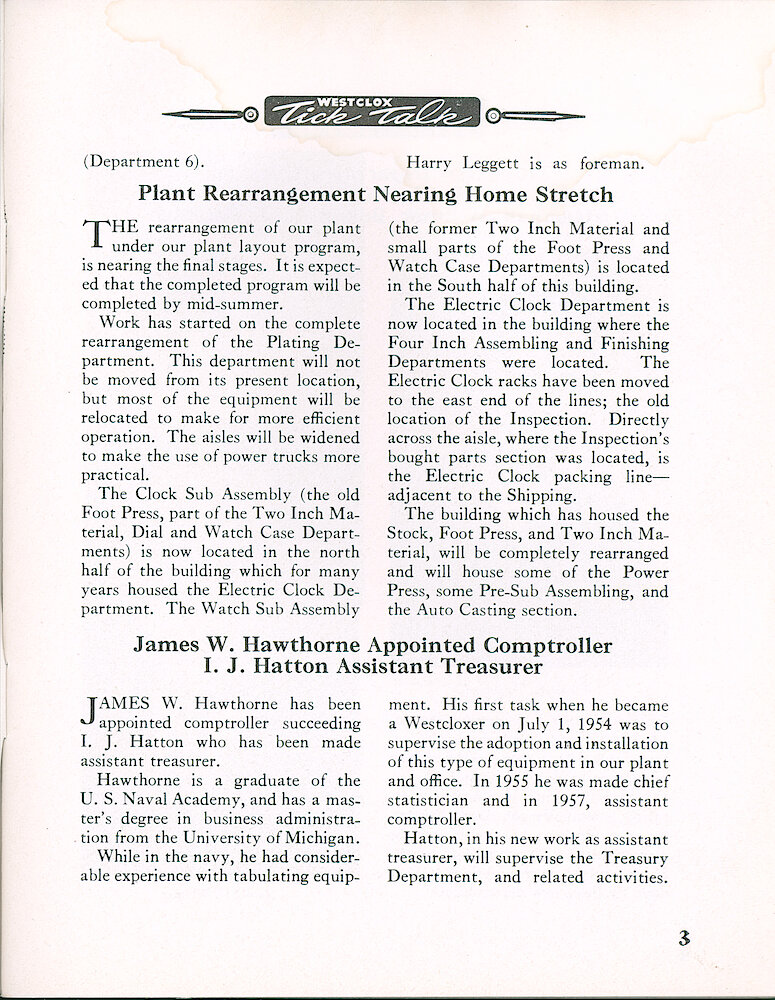 WESTCLOX
Tick Talk
(Department 6).
Harry Leggett is as foreman.
Plant Rearrangement Nearing Home Stretch
THE rearrangement of our plant
under our plant layout program,
is nearing the final stages. It is expect-
ed that the completed program will be
completed by mid-summer.
Work has started on the complete
rearrangement of the Plating De-
partment. This department will not
be moved from its present location,
but most of the equipment will be
relocated to make for more efficient
operation. The aisles will be widened
to make the use of power trucks more
practical.
The Clock Sub Assembly (the old
Foot Press, part of the Two Inch Ma-
terial, Dial and Watch Case Depart-
ments) is now located in the north
half of the building which for many
years housed the Electric Clock De-
partment. The Watch Sub Assembly
(the former Two Inch Material and
small parts of the Foot Press and
Watch Case Departments) is located
in the South half of this building.
The Electric Clock Department is
now located in the building where the
Four Inch Assembling and Finishing
Departments were located. The
Electric Clock racks have been moved
to the east end of the lines; the old
location of the Inspection. Directly
across the aisle, where the Inspection's
bought parts section was located, is
the Electric Clock packing line—
adjacent to the Shipping.
The building which has housed the
Stock, Foot Press, and Two Inch Ma-
terial, will be completely rearranged
and will house some of the Power
Press, some Pre-Sub Assembling, and
the Auto Casting section.
James W. Hawthorne Appointed Comptroller
I. J. Hatton Assistant Treasurer
JAMES W. Hawthorne has been
appointed comptroller succeeding
I. J. Hatton who has been made
assistant treasurer.
Hawthorne is a graduate of the
U. S. Naval Academy, and has a mas-
ter's degree in business administra-
tion from the University of Michigan.
While in the navy, he had consider-
able experience with tabulating equip-
ment. His first task when he became
a Westcloxer on July 1, 1954 was to
supervise the adoption and installation
of this type of equipment in our plant
and office. In 1955 he was made chief
statistician and in 1957, assistant
comptroller.
Hatton, in his new work as assistant
treasurer, will supervise the Treasury
Department, and related activities.
3